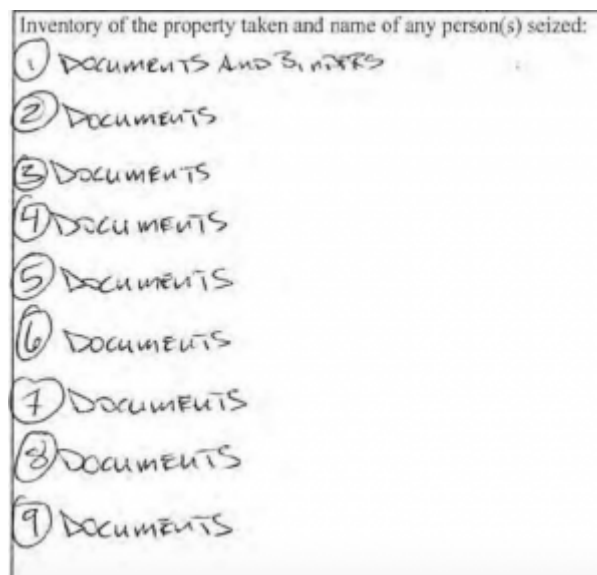 Inventory of the property taken and name of any person(s) seized:
1 DOCUMENTS AND BINDERS
2 DOCUMENTS
3 DOCUMENTS
4 DOCUMENTS
5 DOCUMENTS
6 DOCUMENTS
7 DOCUMENTS
8 DOCUMENTS
9 DOCUMENTS